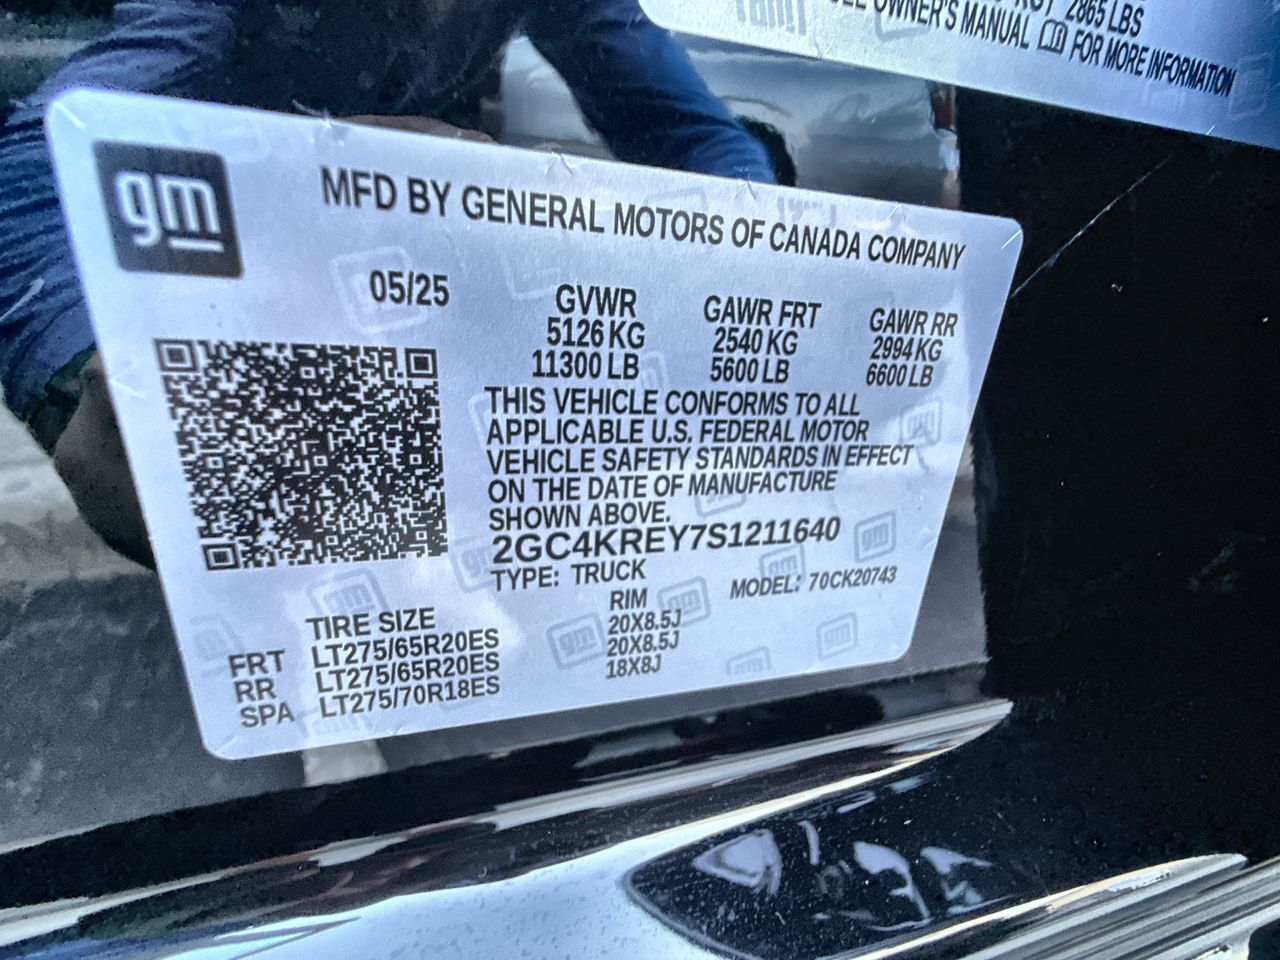 2865 LBS
OWNER'S MANUAL FOR MORE INFORMATION
gm
MFD BY GENERAL MOTORS OF CANADA COMPANY
05/25
GVWR GAWR FRT GAWR RR
5126 KG 2540 KG 2994 KG
11300 LB 5600 LB 6600 LB
THIS VEHICLE CONFORMS TO ALL
APPLICABLE U.S. FEDERAL MOTOR
VEHICLE SAFETY STANDARDS IN EFFECT
ON THE DATE OF MANUFACTURE
SHOWN ABOVE.
2GC4KREY7S1211640
TYPE: TRUCK MODEL: 70CK20743
TIRE SIZE RIM
FRT LT275/65R20ES 20X8.5J
RR LT275/65R20ES 20X8.5J
SPA LT275/70R18ES 18X8J